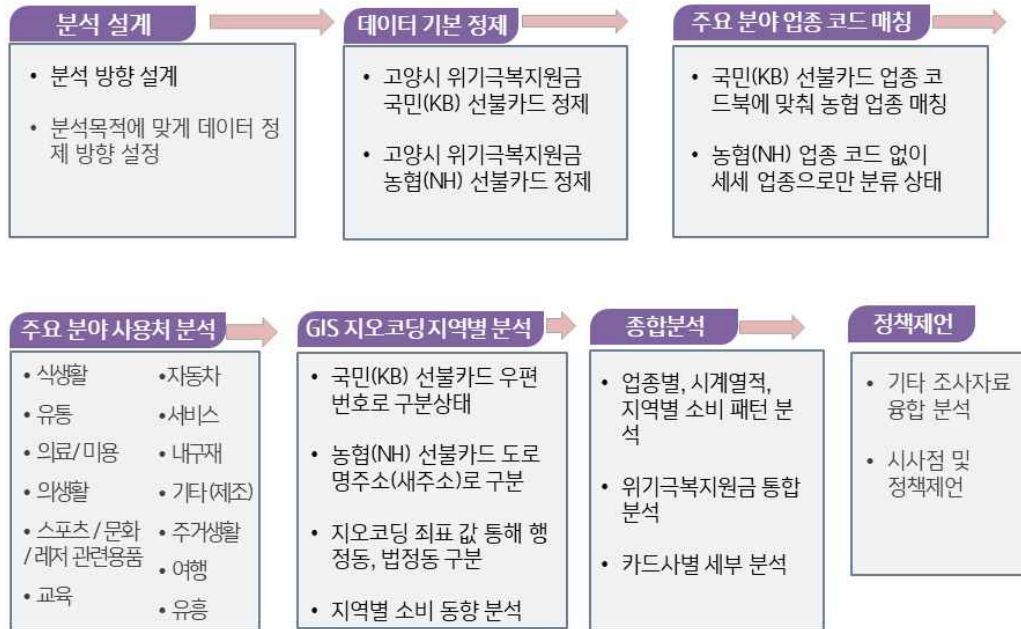 분석 설계
데이터 기본 정제
주요 분야 업종 코드 매칭
• 분석 방향 설계
• 분석목적에 맞게 데이터 정
제 방향 설정
• 고양시 위기극복지원금
국민(KB) 선불카드 정제
• 고양시 위기극복지원금
농협(NH) 선불카드 정제
• 국민(KB) 선불카드 업종 코
드북에 맞춰 농협 업종 매칭
• 농협(NH) 업종 코드 없이
세세 업종으로만 분류 상태
주요 분야 사용처 분석
GIS 지오코딩 지역별 분석
종합분석
정책제언
• 식생활
• 유통
• 의료/미용
• 의생활
• 스포츠/문화
/레저 관련용품
• 교육
•자동차
•서비스
• 내구재
• 기타(제조)
• 주거생활
• 여행
• 유흥
• 국민(KB) 선불카드 우편
번호로 구분상태
• 농협(NH) 선불카드 도로
명주소(새주소)로 구분
• 지오코딩 죄표 값 통해 행
정동, 법정동 구분
• 지역별 소비 동향 분석
• 업종별, 시계열적,
지역별 소비 패턴 분
석
• 위기극복지원금 통합
분석
• 카드사별 세부 분석
• 기타 조사자료
융합 분석
• 시사점 및
정책제언